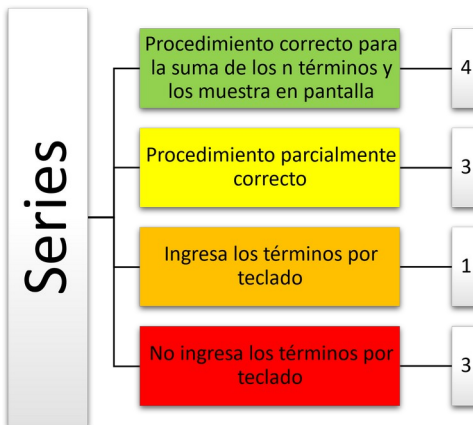 Series
Procedimiento correcto para
la suma de los n términos y
los muestra en pantalla
4
Procedimiento parcialmente
correcto
3
Ingresa los términos por
teclado
1
No ingresa los términos por
teclado
3